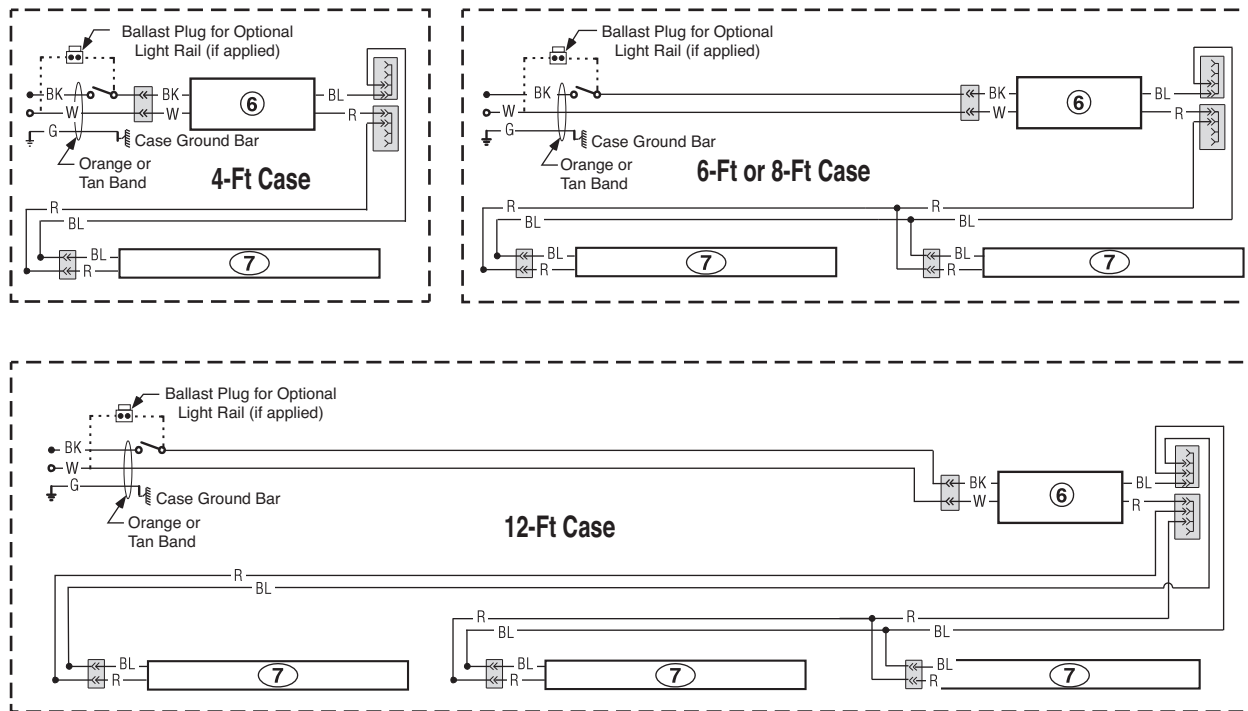 Ballast Plug for Optional
Light Rail (if applied)
BK
BK
BL
W
W
R
6
G
Case Ground Bar
Orange or
Tan Band
4-Ft Case
R
BL
BL
R
7
Ballast Plug for Optional
Light Rail (if applied)
BK
BK
BL
W
W
R
6
G
Case Ground Bar
Orange or
Tan Band
6-Ft or 8-Ft Case
R
R
BL
BL
R
7
BL
BL
R
7
Ballast Plug for Optional
Light Rail (if applied)
BK
W
G
Case Ground Bar
Orange or
Tan Band
12-Ft Case
BK
BL
W
R
6
R
BL
R
R
BL
BL
BL
R
7
BL
R
7
BL
R
7